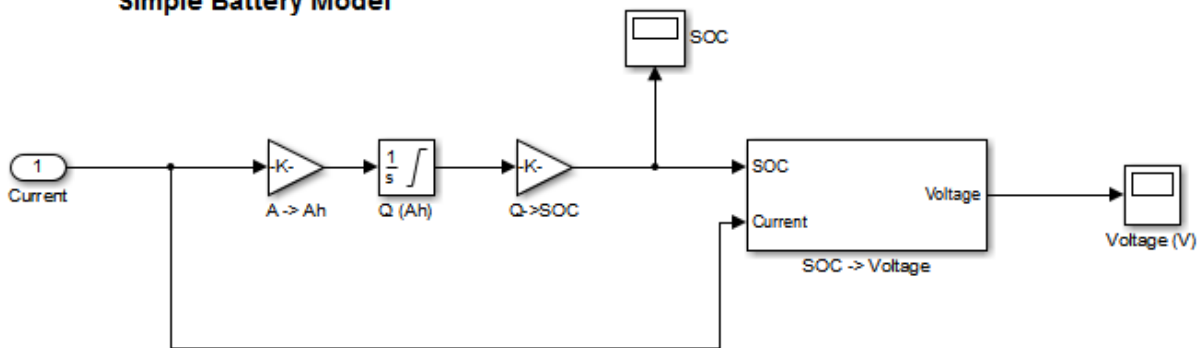 Simple Battery Model
SOC
1
Current
-K-
A -> Ah
1
s
Q (Ah)
-K-
Q->SOC
SOC
Current
Voltage
SOC -> Voltage
Voltage (V)